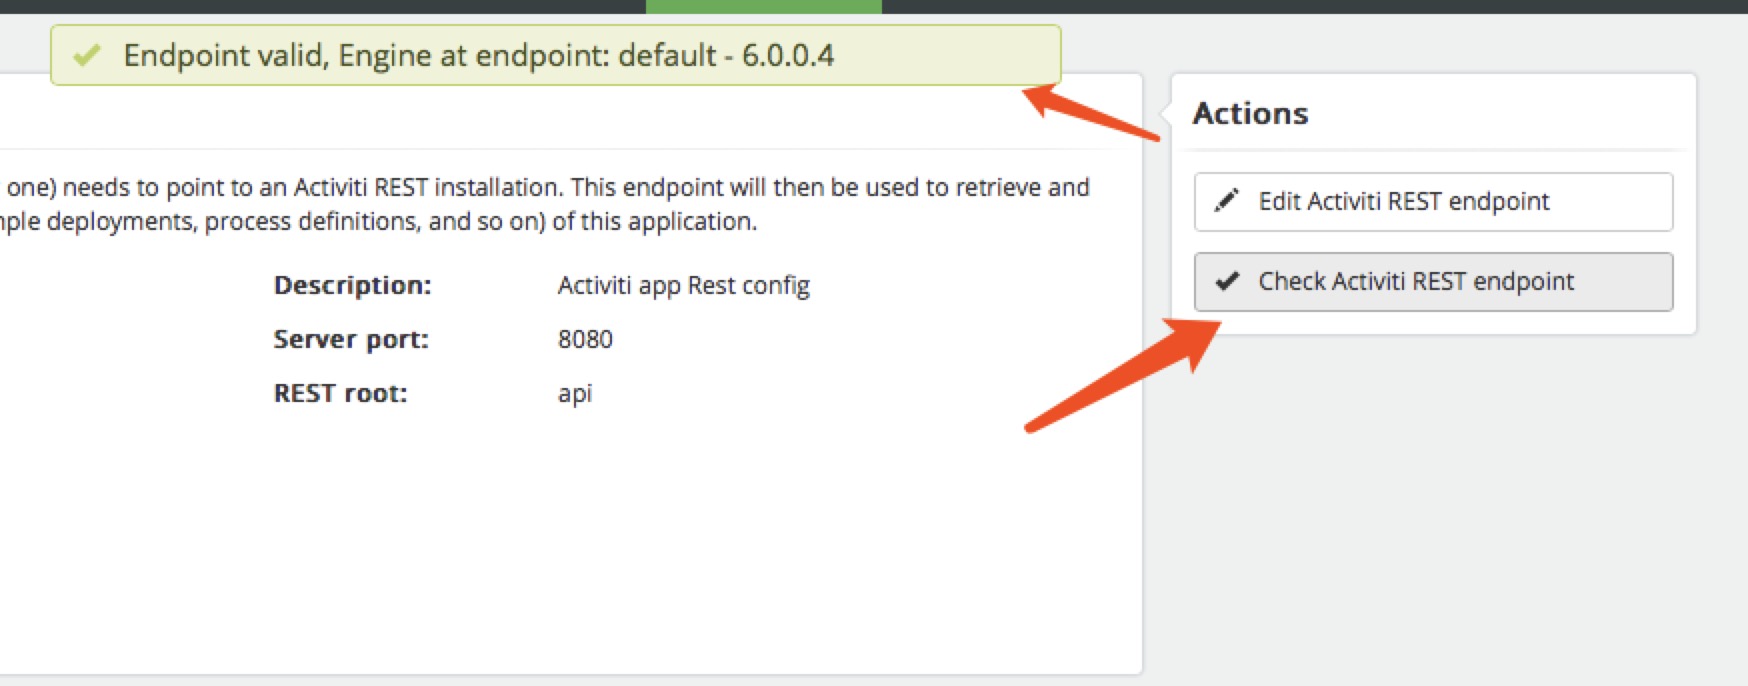 Endpoint valid, Engine at endpoint: default - 6.0.0.4
one) needs to point to an Activiti REST installation. This endpoint will then be used to retrieve and
deployments, process definitions, and so on) of this application.
Description: Activiti app Rest config
Server port: 8080
REST root: api
Actions
Edit Activiti REST endpoint
Check Activiti REST endpoint